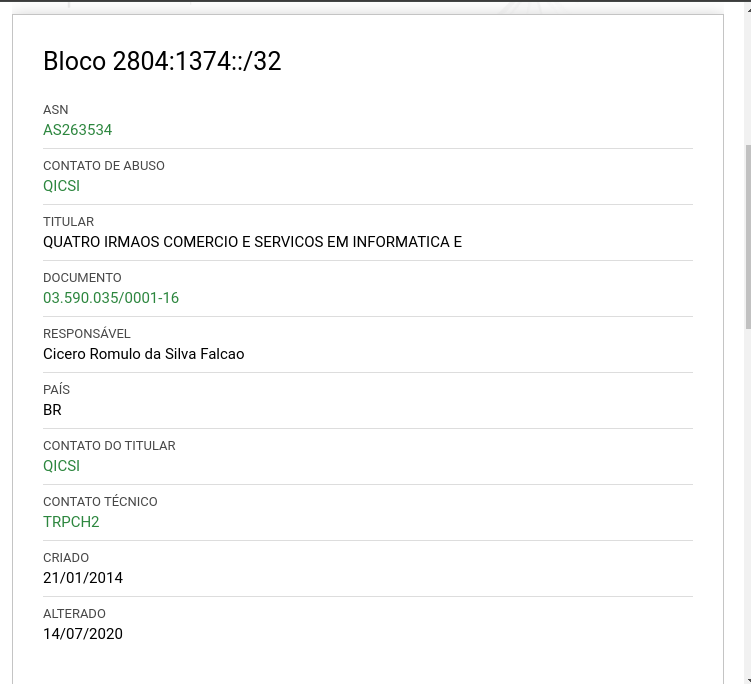 Bloco 2804:1374::/32
ASN
AS263534
CONTATO DE ABUSO
QICSI
TITULAR
QUATRO IRMAOS COMERCIO E SERVICOS EM INFORMATICA E
DOCUMENTO
03.590.035/0001-16
RESPONSÁVEL
Cicero Romulo da Silva Falcao
PAÍS
BR
CONTATO DO TITULAR
QICSI
CONTATO TÉCNICO
TRPCH2
CRIADO
21/01/2014
ALTERADO
14/07/2020